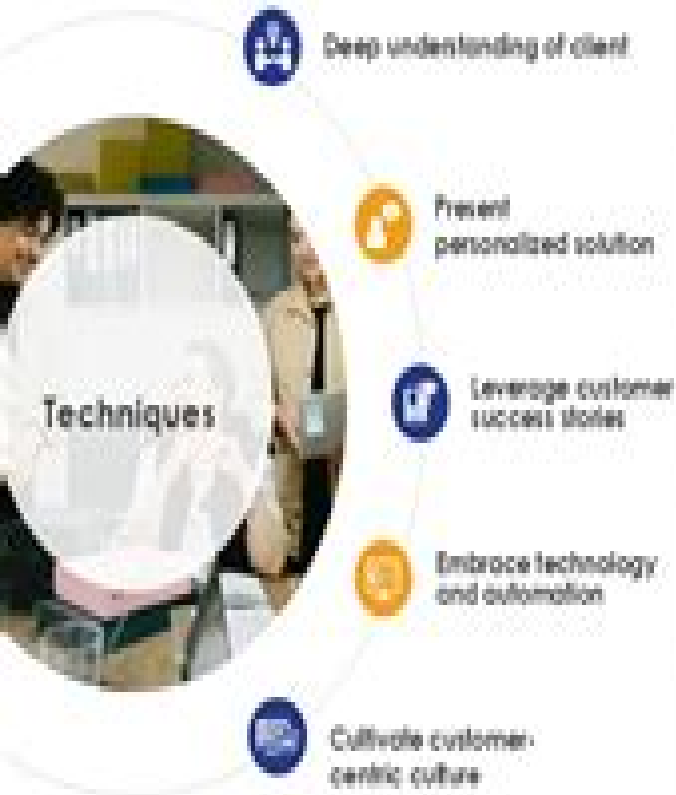 Deep understanding of client
Present
personalized solution
Techniques
Leverage customer
success stories
Embrace technology
and automation
Cultivate customer-
centric culture